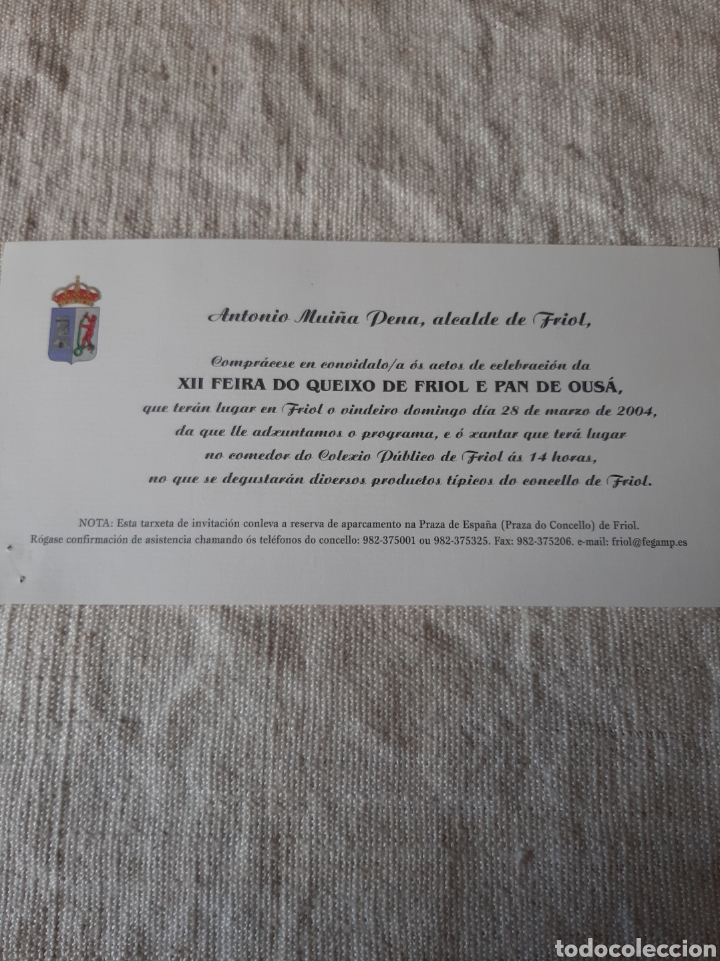 Antonio Muiña Pena, alcalde de Friol,
Comprácese en convidalo/a ós actos de celebración da
XII FEIRA DO QUEIXO DE FRIOL E PAN DE OUSÁ,
que terán lugar en Friol o vindeiro domingo día 28 de marzo de 2004,
da que lle adxuntamos o programa, e ó xantar que terá lugar
no comedor do Colexio Público de Friol ás 14 horas,
no que se degustarán diversos productos típicos do concello de Friol.
NOTA: Esta tarxeta de invitación conleva a reserva de aparcamento na Praza de España (Praza do Concello) de Friol.
Rógase confirmación de asistencia chamando ós teléfonos do concello: 982-375001 ou 982-375325. Fax: 982-375206. e-mail: friol@fegamp.es
todocoleccion